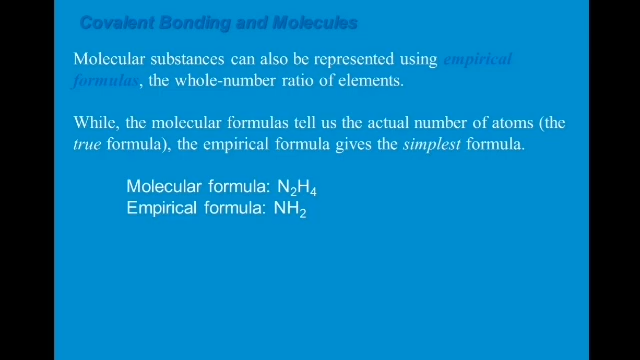 Covalent Bonding and Molecules
Molecular substances can also be represented using empirical
formulas, the whole-number ratio of elements.
While, the molecular formulas tell us the actual number of atoms (the
true formula), the empirical formula gives the simplest formula.
Molecular formula: N₂H₄
Empirical formula: NH₂